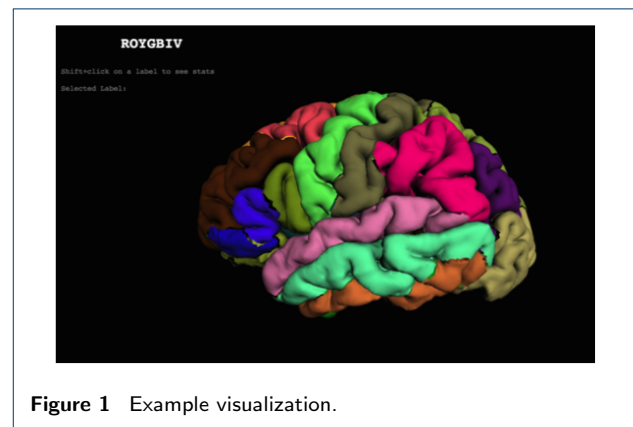 ROYGBIV
Shift+click on a label to see stats
Selected Label:
Figure 1 Example visualization.